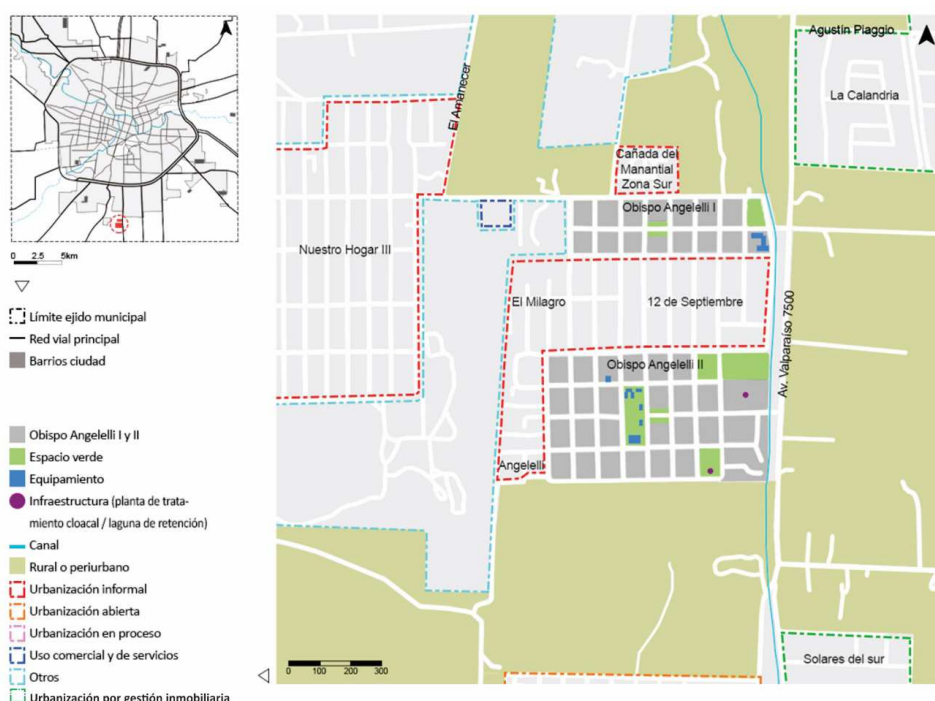 0 2.5 5km
Límite ejido municipal
Red vial principal
Barrios ciudad
Obispo Angelelli I y II
Espacio verde
Equipamiento
Infraestructura (planta de trata-
miento cloacal / laguna de retención)
Canal
Rural o periurbano
Urbanización informal
Urbanización abierta
Urbanización en proceso
Uso comercial y de servicios
Otros
Urbanización por gestión inmobiliaria
Agustín Piaggio
La Calandria
El Amanecer
Cañada del
Manantial
Zona Sur
Obispo Angelelli I
Nuestro Hogar III
El Milagro
12 de Septiembre
Av. Valparaíso 7500
Obispo Angelelli II
Angelelli
Solares del sur
0 100 200 300